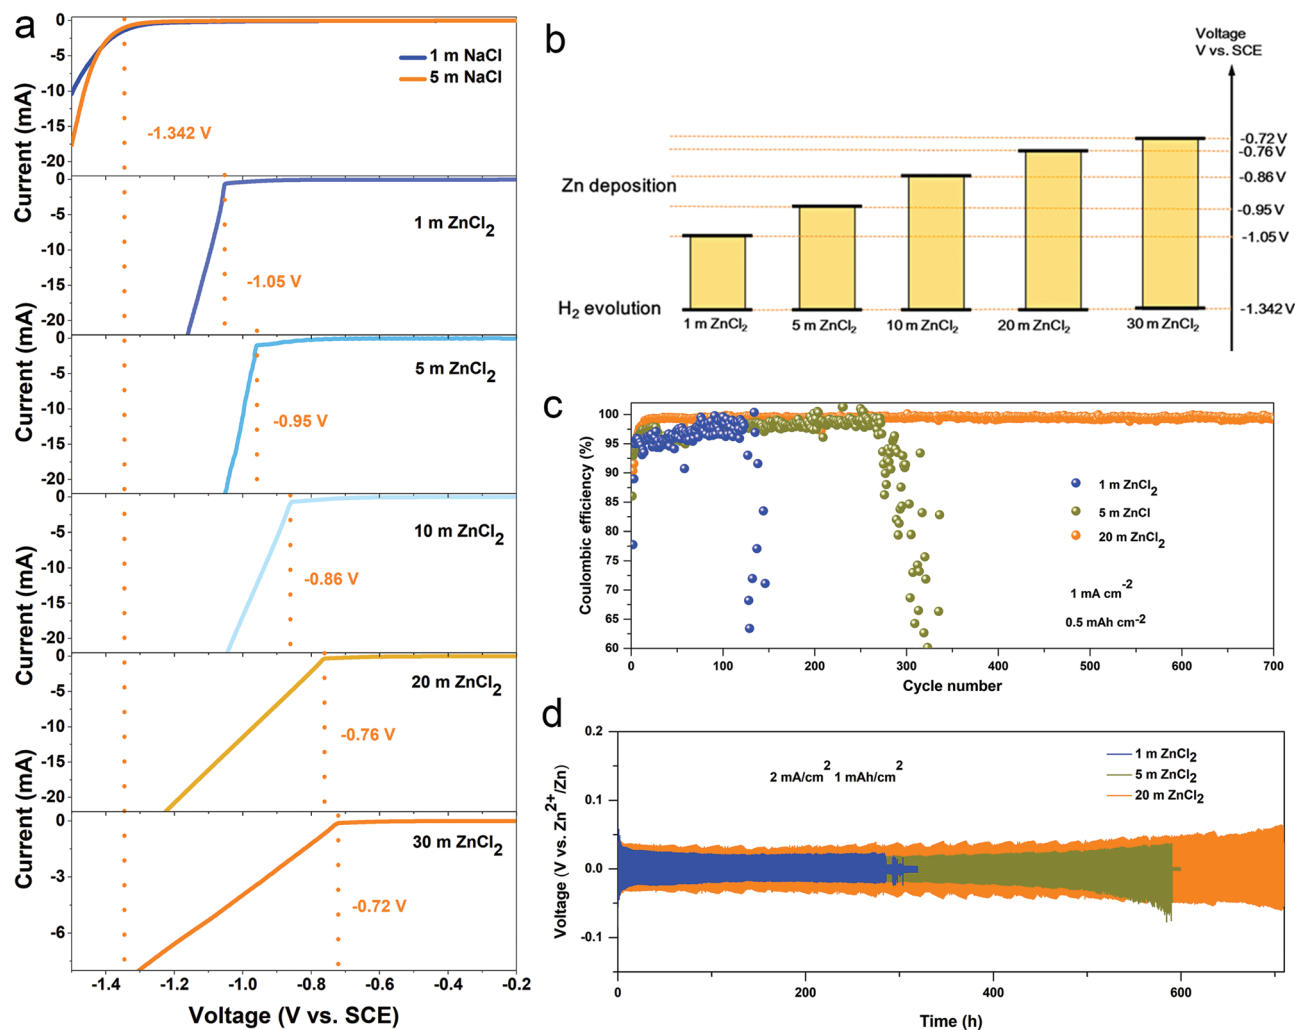 a
0
-5
-10
-15
-20
Current (mA)
1 m NaCl
5 m NaCl
-1.342 V
0
-5
-10
-15
-20
1 m ZnCl2
-1.05 V
0
-5
-10
-15
-20
Current (mA)
5 m ZnCl2
-0.95 V
0
-5
-10
-15
-20
Current (mA)
10 m ZnCl2
-0.86 V
0
-5
-10
-15
-20
20 m ZnCl2
-0.76 V
0
-3
-6
Current (mA)
30 m ZnCl2
-0.72 V
-1.4 -1.2 -1.0 -0.8 -0.6 -0.4 -0.2
Voltage (V vs. SCE)
b
Voltage
V vs. SCE
-0.72 V
-0.76 V
-0.86 V
-0.95 V
-1.05 V
-1.342 V
Zn deposition
H2 evolution
1 m ZnCl2 5 m ZnCl2 10 m ZnCl2 20 m ZnCl2 30 m ZnCl2
c
100
95
90
85
80
75
70
65
60
Coulombic efficiency (%)
1 m ZnCl2
5 m ZnCl
20 m ZnCl2
1 mA cm-2
0.5 mAh cm-2
0 100 200 300 400 500 600 700
Cycle number
d
0.2
0.1
0.0
-0.1
Voltage (V vs. Zn2+/Zn)
2 mA/cm2 1 mAh/cm2
1 m ZnCl2
5 m ZnCl2
20 m ZnCl2
0 200 400 600
Time (h)